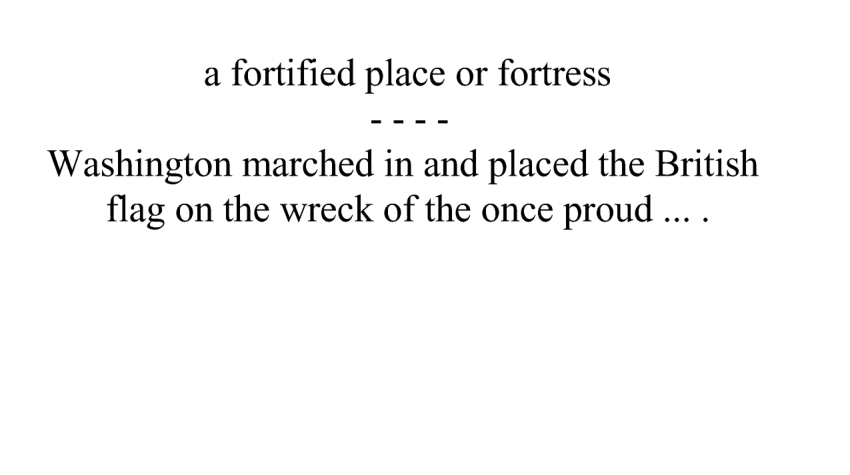 a fortified place or fortress
- - - -
Washington marched in and placed the British
flag on the wreck of the once proud ... .